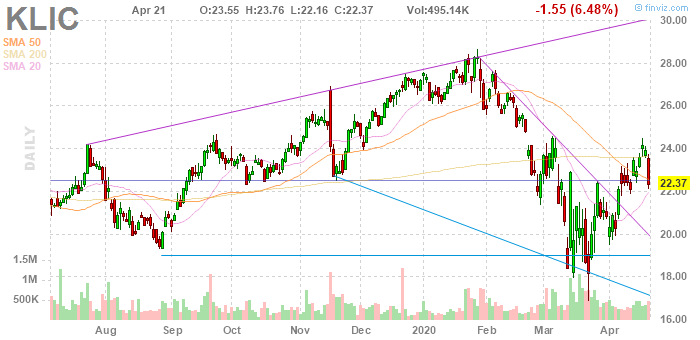 KLIC Apr 21 O:23.55 H:23.76 L:22.16 C:22.37 Vol:495.14K -1.55 (6.48%) © finviz.com
SMA 50
SMA 200
SMA 20
DAILY
30.00
28.00
26.00
24.00
22.37
22.00
20.00
18.00
16.00
1.5M
1M
500K
Aug Sep Oct Nov Dec 2020 Feb Mar Apr